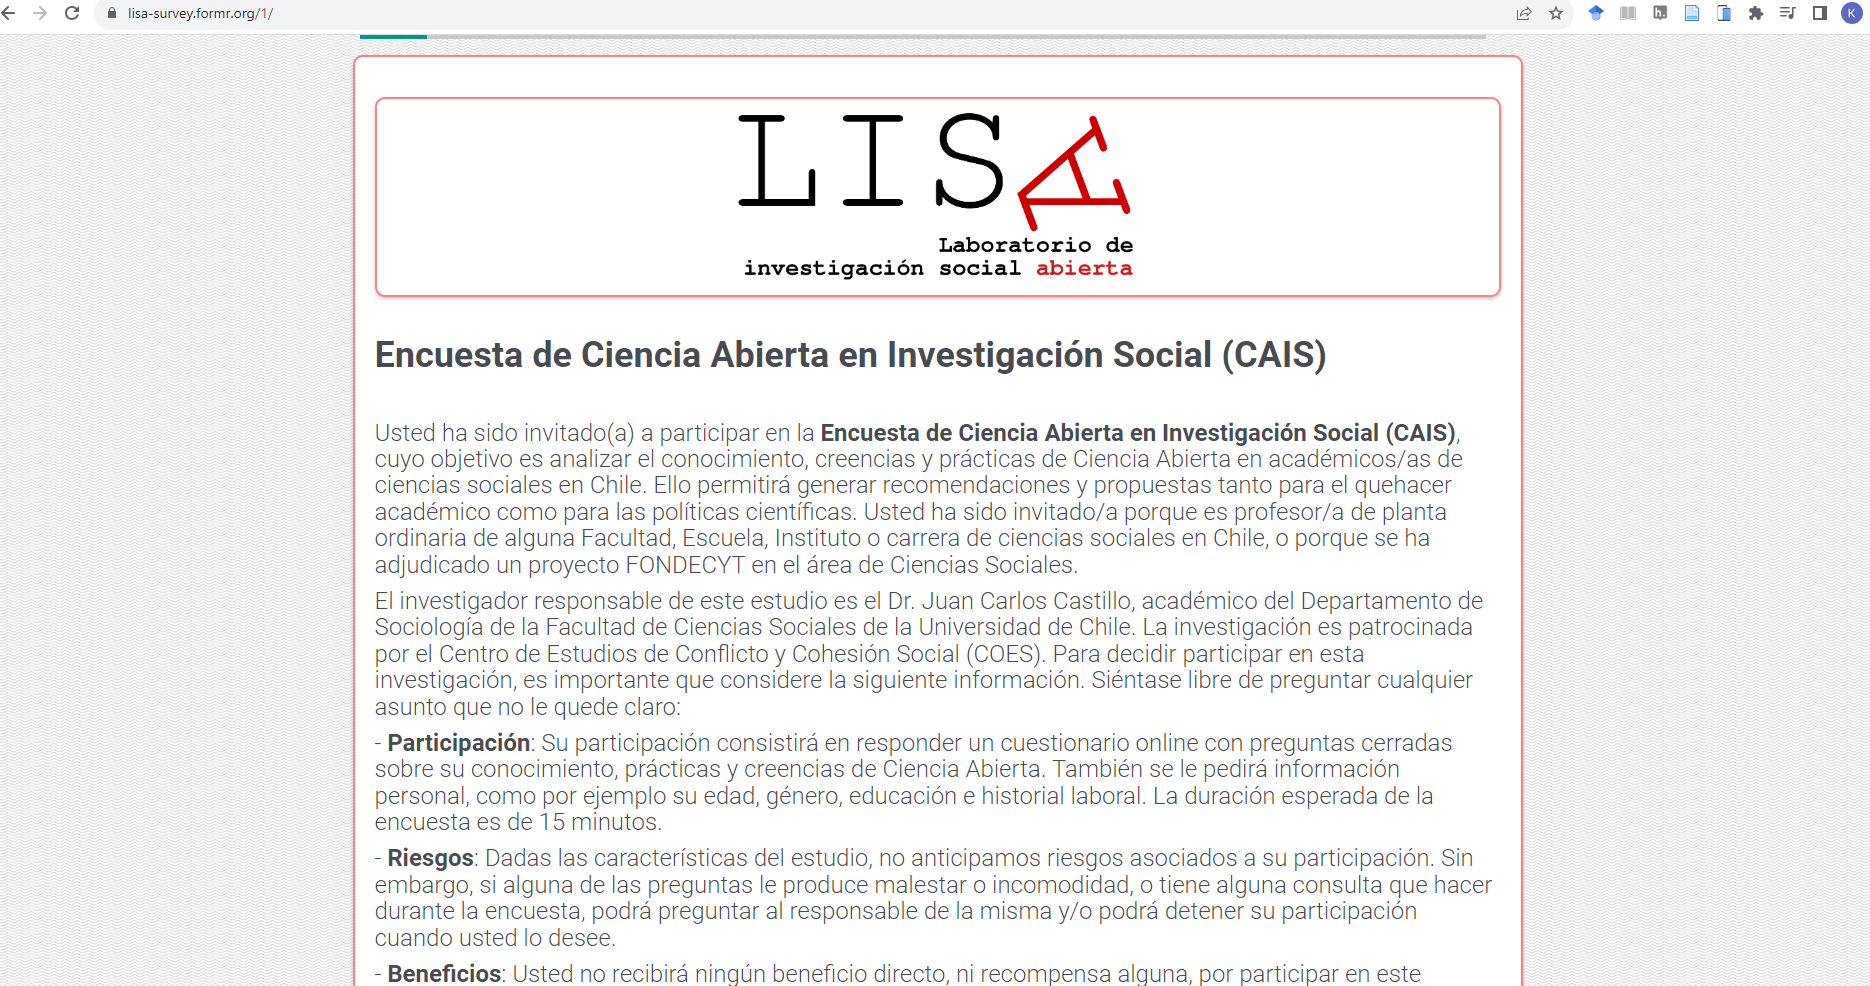 lisa-survey.formr.org/1/
K
LISA
Laboratorio de
investigación social abierta
Encuesta de Ciencia Abierta en Investigación Social (CAIS)
Usted ha sido invitado(a) a participar en la Encuesta de Ciencia Abierta en Investigación Social (CAIS),
cuyo objetivo es analizar el conocimiento, creencias y prácticas de Ciencia Abierta en académicos/as de
ciencias sociales en Chile. Ello permitirá generar recomendaciones y propuestas tanto para el quehacer
académico como para las políticas científicas. Usted ha sido invitado/a porque es profesor/a de planta
ordinaria de alguna Facultad, Escuela, Instituto o carrera de ciencias sociales en Chile, o porque se ha
adjudicado un proyecto FONDECYT en el área de Ciencias Sociales.
El investigador responsable de este estudio es el Dr. Juan Carlos Castillo, académico del Departamento de
Sociología de la Facultad de Ciencias Sociales de la Universidad de Chile. La investigación es patrocinada
por el Centro de Estudios de Conflicto y Cohesión Social (COES). Para decidir participar en esta
investigación, es importante que considere la siguiente información. Siéntase libre de preguntar cualquier
asunto que no le quede claro:
- Participación: Su participación consistirá en responder un cuestionario online con preguntas cerradas
sobre su conocimiento, prácticas y creencias de Ciencia Abierta. También se le pedirá información
personal, como por ejemplo su edad, género, educación e historial laboral. La duración esperada de la
encuesta es de 15 minutos.
- Riesgos: Dadas las características del estudio, no anticipamos riesgos asociados a su participación. Sin
embargo, si alguna de las preguntas le produce malestar o incomodidad, o tiene alguna consulta que hacer
durante la encuesta, podrá preguntar al responsable de la misma y/o podrá detener su participación
cuando usted lo desee.
- Beneficios: Usted no recibirá ningún beneficio directo, ni recompensa alguna, por participar en este